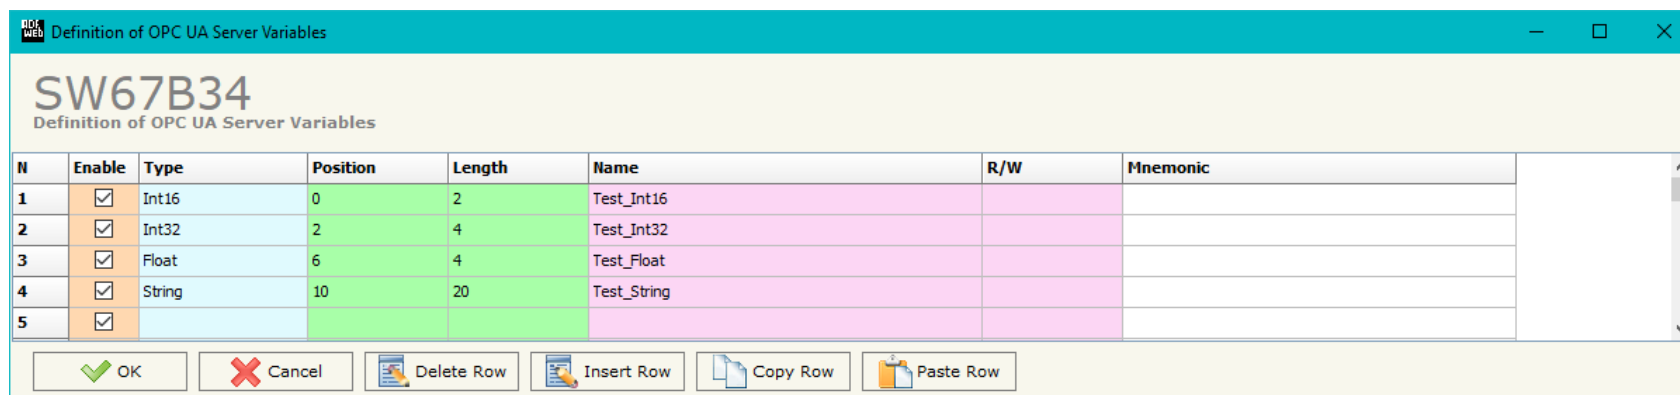 ADF WEB Definition of OPC UA Server Variables
SW67B34
Definition of OPC UA Server Variables
N Enable Type Position Length Name R/W Mnemonic
1 Int16 0 2 Test_Int16
2 Int32 2 4 Test_Int32
3 Float 6 4 Test_Float
4 String 10 20 Test_String
5
OK Cancel Delete Row Insert Row Copy Row Paste Row